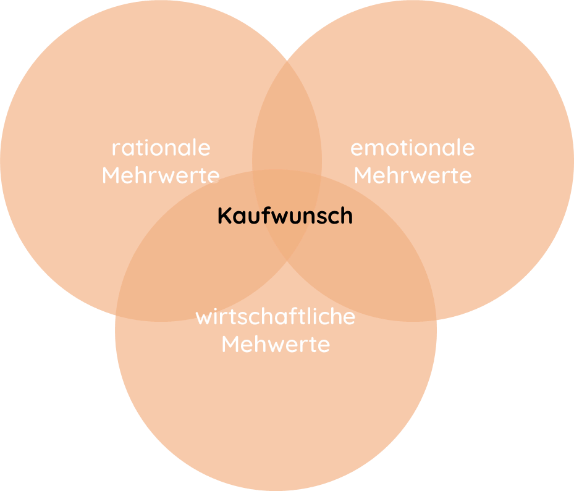 rationale
Mehrwerte
emotionale
Mehrwerte
Kaufwunsch
wirtschaftliche
Mehwerte